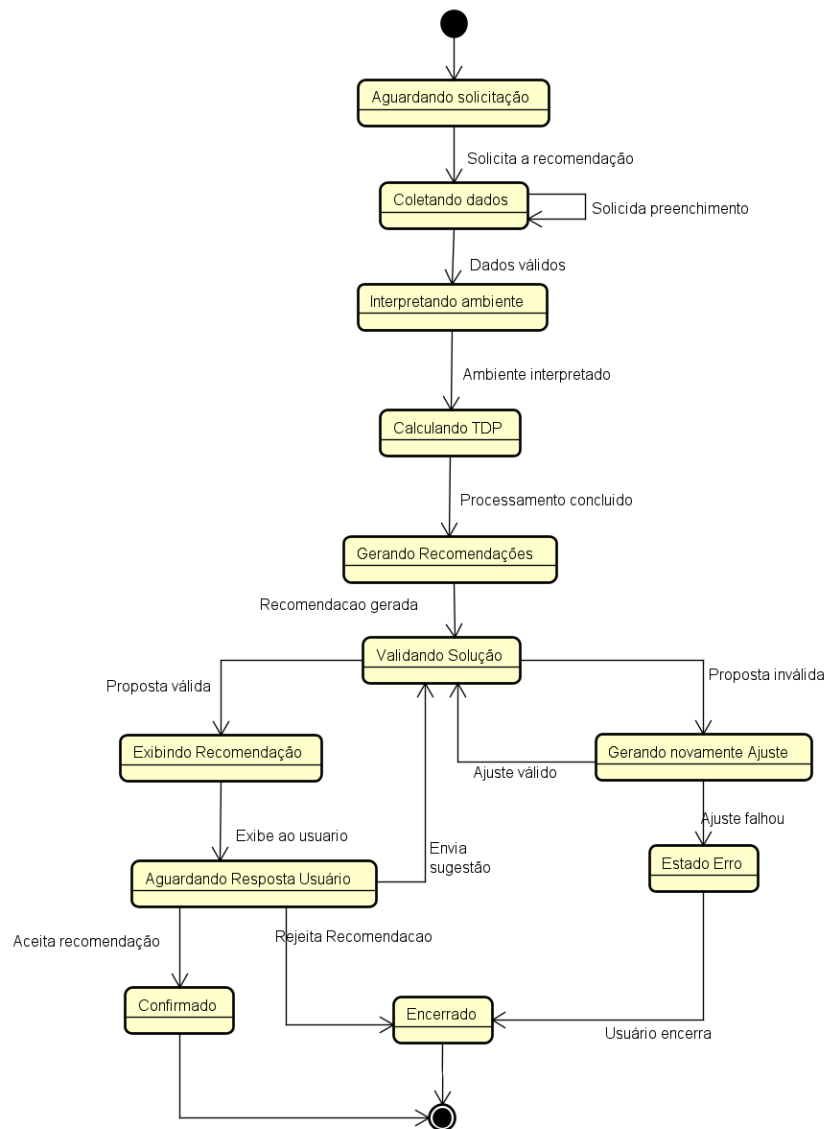 Aguardando solicitação
Solicita a recomendação
Coletando dados
Solicida preenchimento
Dados válidos
Interpretando ambiente
Ambiente interpretado
Calculando TDP
Processamento concluido
Gerando Recomendações
Recomendacao gerada
Validando Solução
Proposta válida
Proposta inválida
Exibindo Recomendação
Gerando novamente Ajuste
Ajuste válido
Ajuste falhou
Exibe ao usuario
Envia
sugestão
Estado Erro
Aguardando Resposta Usuário
Aceita recomendação
Rejeita Recomendacao
Confirmado
Encerrado
Usuário encerra